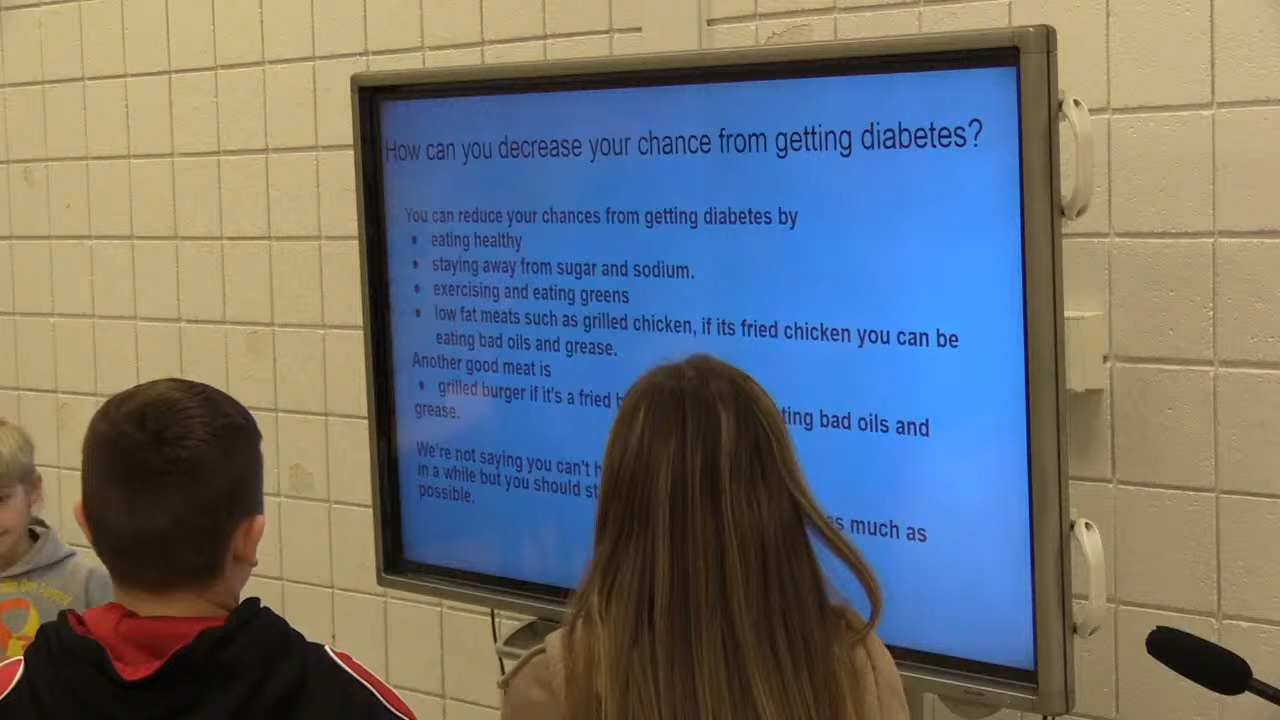 How can you decrease your chance from getting diabetes?
You can reduce your chances from getting diabetes by
• eating healthy
• staying away from sugar and sodium.
• exercising and eating greens
• low fat meats such as grilled chicken, if its fried chicken you can be
eating bad oils and grease.
Another good meat is
• grilled burger if it's a fried ting bad oils and
grease.
We're not saying you can't
in a while but you should
possible. as much as